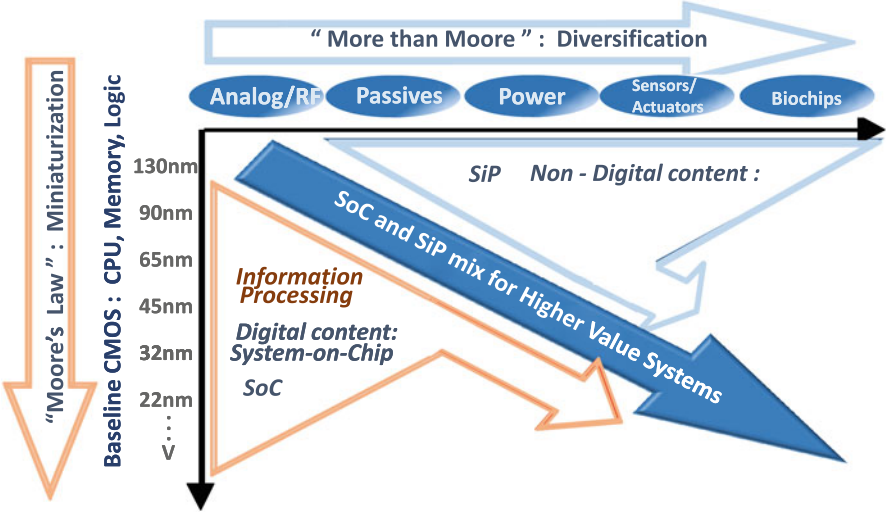 “ More than Moore ” : Diversification
Analog/RF
Passives
Power
Sensors/
Actuators
Biochips
“Moore’s Law ” : Miniaturization
Baseline CMOS : CPU, Memory, Logic
130nm
90nm
65nm
45nm
32nm
22nm
V
SiP Non - Digital content :
SoC and SiP mix for Higher Value Systems
Information
Processing
Digital content:
System-on-Chip
SoC